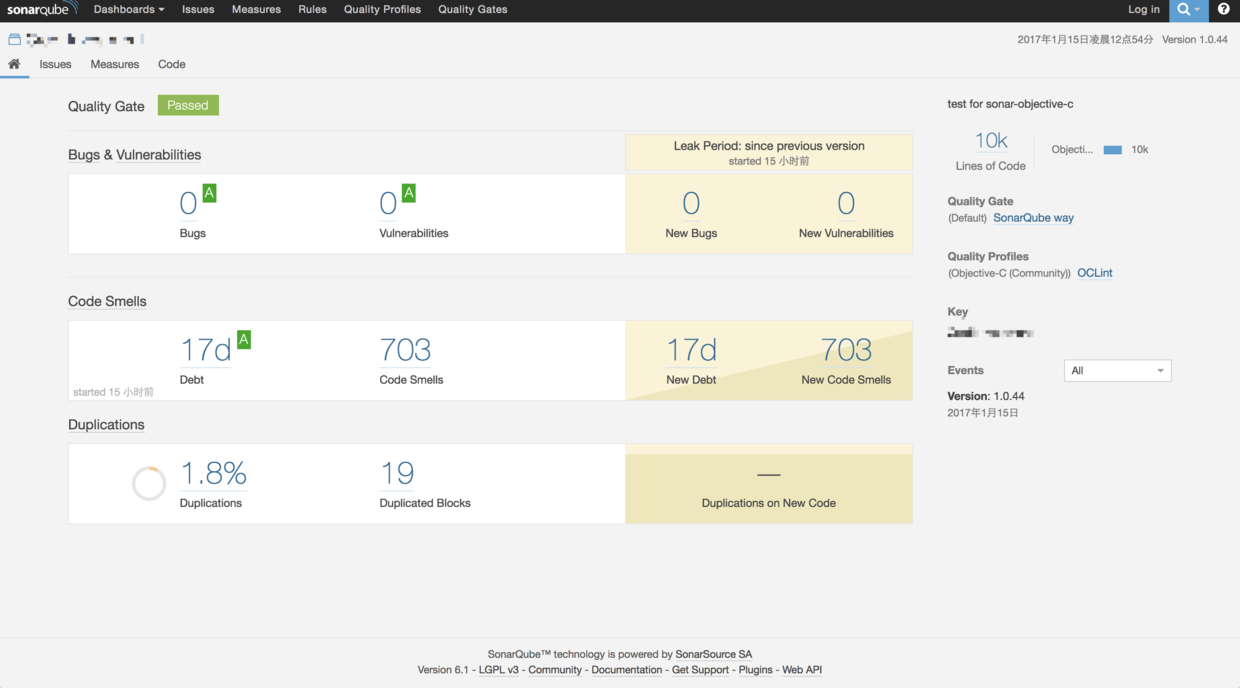 sonarqube Dashboards Issues Measures Rules Quality Profiles Quality Gates Log in
2017年1月15日凌晨12点54分 Version 1.0.44
Issues Measures Code
Quality Gate Passed
Bugs & Vulnerabilities
Leak Period: since previous version
started 15 小时前
0 A
Bugs
0 A
Vulnerabilities
0
New Bugs
0
New Vulnerabilities
Code Smells
17d A
Debt
started 15 小时前
703
Code Smells
17d
New Debt
703
New Code Smells
Duplications
1.8%
Duplications
19
Duplicated Blocks
—
Duplications on New Code
test for sonar-objective-c
10k
Lines of Code
Objecti... 10k
Quality Gate
(Default) SonarQube way
Quality Profiles
(Objective-C (Community)) OCLint
Key
Events All
Version: 1.0.44
2017年1月15日
SonarQube™ technology is powered by SonarSource SA
Version 6.1 - LGPL v3 - Community - Documentation - Get Support - Plugins - Web API